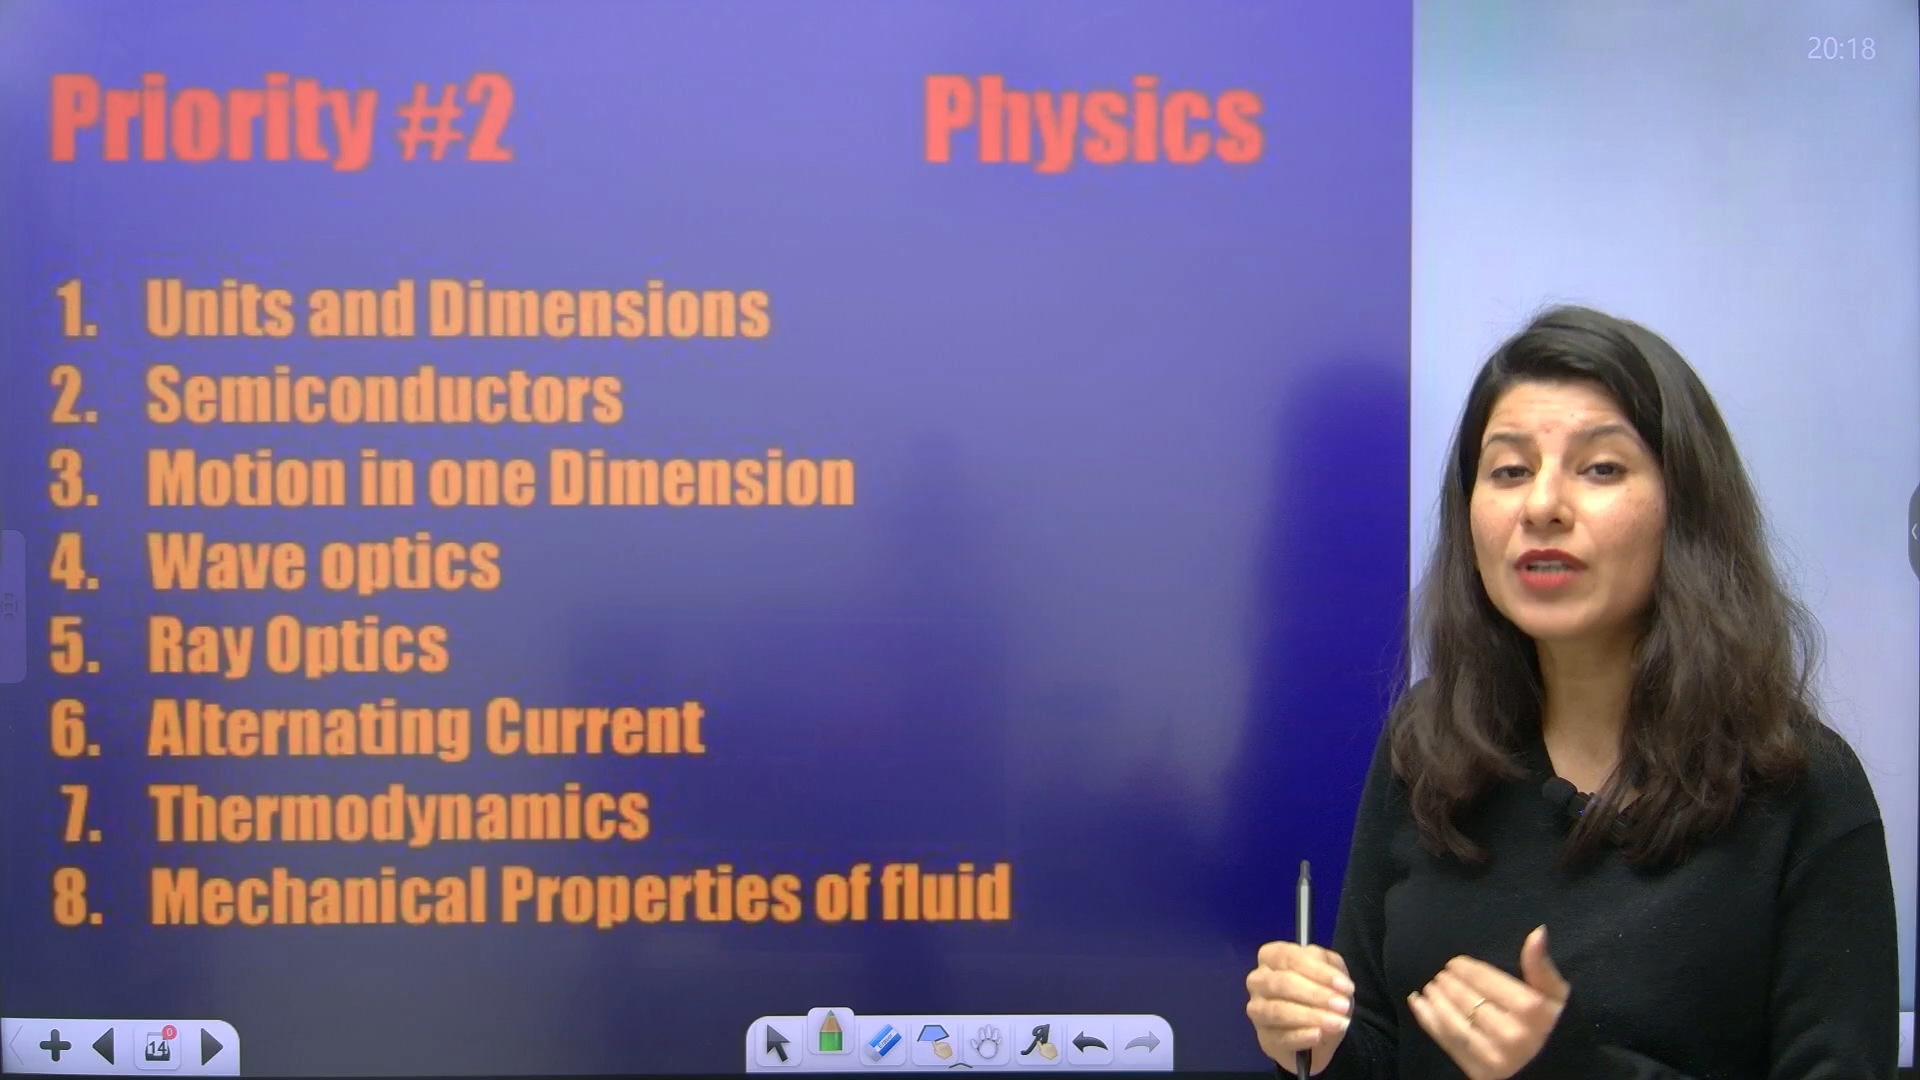 20:18
Priority #2 Physics
1. Units and Dimensions
2. Semiconductors
3. Motion in one Dimension
4. Wave optics
5. Ray Optics
6. Alternating Current
7. Thermodynamics
8. Mechanical Properties of fluid
14 0